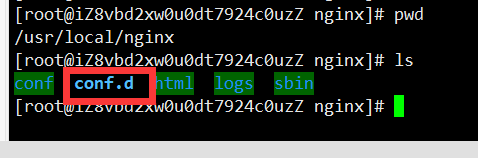 [root@iZ8vbd2xw0u0dt7924c0uzZ nginx]# pwd
/usr/local/nginx
[root@iZ8vbd2xw0u0dt7924c0uzZ nginx]# ls
conf conf.d html logs sbin
[root@iZ8vbd2xw0u0dt7924c0uzZ nginx]#